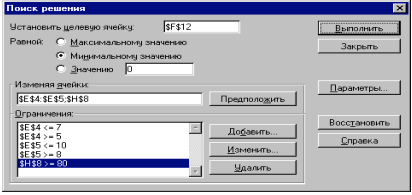 Поиск решения
Установить целевую ячейку: $F$12
Выполнить
Равной: Максимальному значению
Закрыть
Минимальному значению
Значению 0
Изменяя ячейки:
$E$4:$E$5;$H$8
Предположить
Параметры...
Ограничения:
$E$4 <= 7
$E$4 >= 5
$E$5 <= 10
$E$5 >= 8
$H$8 >= 80
Добавить...
Изменить...
Удалить
Восстановить
Справка